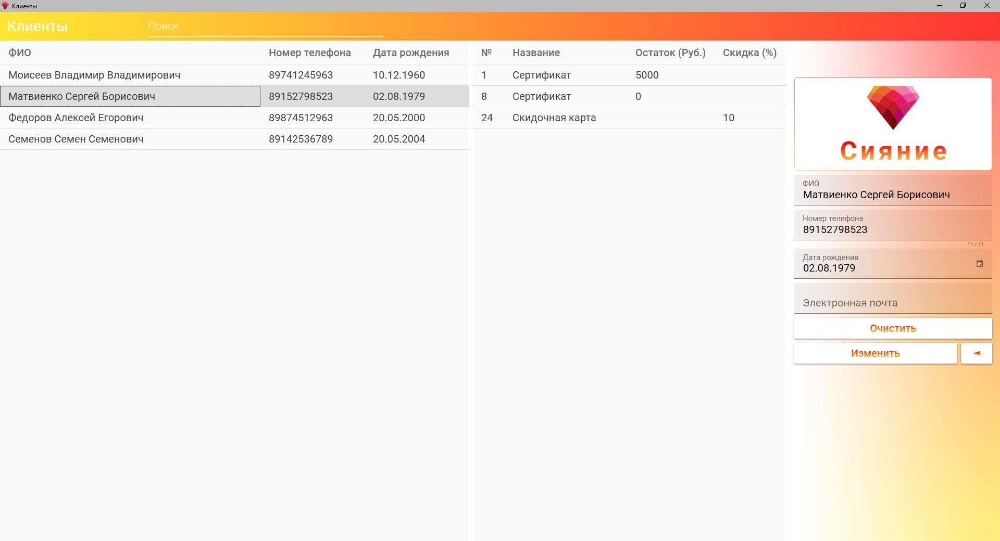 Клиенты
Клиенты
Поиск
ФИО Номер телефона Дата рождения
Моисеев Владимир Владимирович 89741245963 10.12.1960
Матвиенко Сергей Борисович 89152798523 02.08.1979
Федоров Алексей Егорович 89874512963 20.05.2000
Семенов Семен Семенович 89142536789 20.05.2004
№ Название Остаток (Руб.) Скидка (%)
1 Сертификат 5000
8 Сертификат 0
24 Скидочная карта 10
Сияние
ФИО
Матвиенко Сергей Борисович
Номер телефона
89152798523
11 / 11
Дата рождения
02.08.1979
Электронная почта
Очистить
Изменить